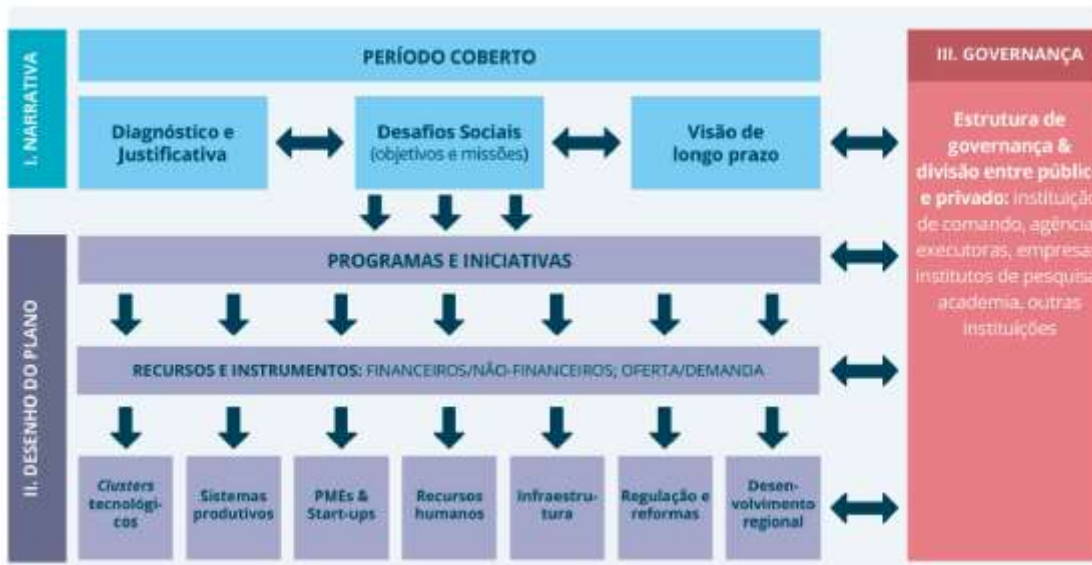 I. NARRATIVA
PERÍODO COBERTO
Diagnóstico e
Justificativa
Desafios Sociais
(objetivos e missões)
Visão de
longo prazo
II. DESENHO DO PLANO
PROGRAMAS E INICIATIVAS
RECURSOS E INSTRUMENTOS: FINANCEIROS/NÃO-FINANCEIROS; OFERTA/DEMANDA
Clusters
tecnológi-
cos
Sistemas
produtivos
PMEs &
Start-ups
Recursos
humanos
Infraestru-
tura
Regulação e
reformas
Desen-
volvimento
regional
III. GOVERNANÇA
Estrutura de
governança &
divisão entre públic
e privado: instituiçã
de comando, agência
executoras, empresa
institutos de pesquisa
academia, outras
instituições